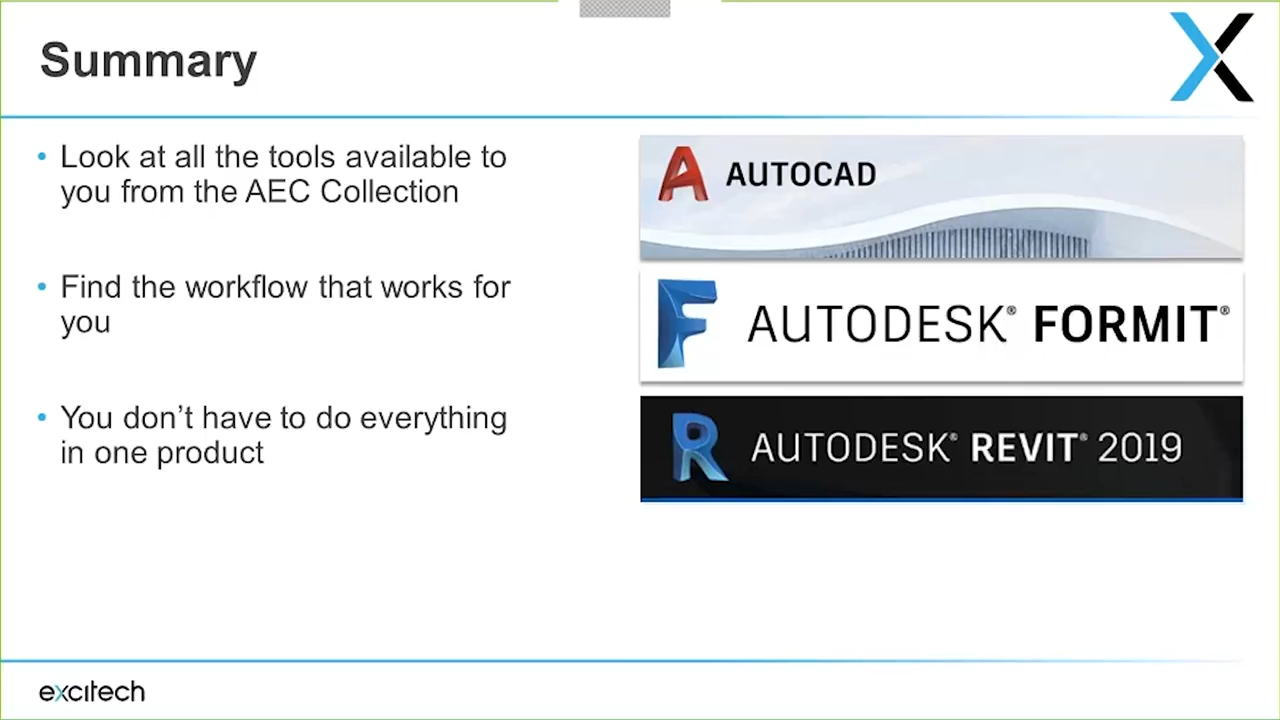 Summary
• Look at all the tools available to
you from the AEC Collection
• Find the workflow that works for
you
• You don’t have to do everything
in one product
AUTOCAD
AUTODESK® FORMIT®
AUTODESK® REVIT® 2019
excitech